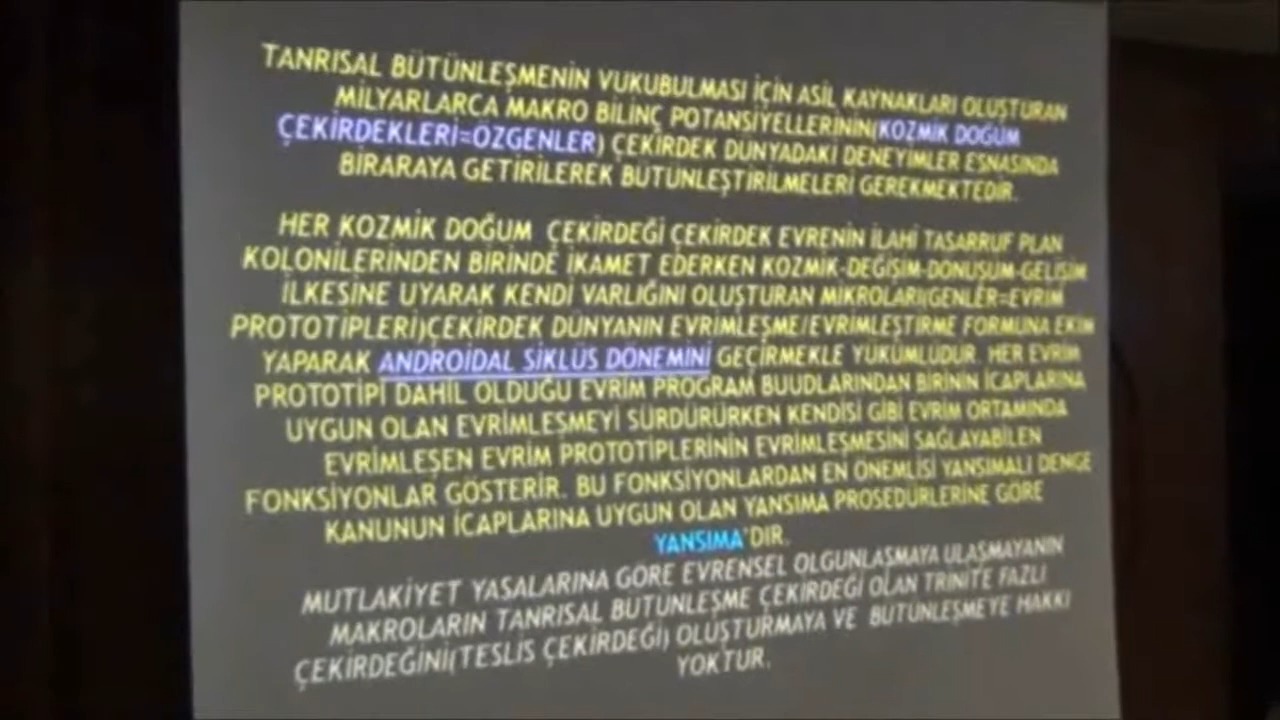 TANRISAL BÜTÜNLEŞMENİN VUKUBULMASI İÇİN ASİL KAYNAKLARI OLUŞTURAN
MİLYARLARCA MAKRO BİLİNÇ POTANSİYELLERİNİN(KOZMİK DOĞUM
ÇEKİRDEKLERİ=ÖZGENLER) ÇEKİRDEK DÜNYADAKİ DENEYİMLER ESNASINDA
BİRARAYA GETİRİLEREK BÜTÜNLEŞTİRİLMELERİ GEREKMEKTEDİR.
HER KOZMİK DOĞUM ÇEKİRDEĞİ ÇEKİRDEK EVRENİN İLAHİ TASARRUF PLAN
KOLONİLERİNDEN BİRİNDE İKAMET EDERKEN KOZMİK-DEĞİŞİM-DÖNÜŞÜM-GELİŞİM
İLKESİNE UYARAK KENDİ VARLIĞINI OLUŞTURAN MİKROLARI(GENLER=EVRİM
PROTOTİPLERİ)ÇEKİRDEK DÜNYANIN EVRİMLEŞME/EVRİMLEŞTİRME FORMUNA EKİM
YAPARAK ANDROİDAL SİKLÜS DÖNEMİNİ GEÇİRMEKLE YÜKÜMLÜDÜR. HER EVRİM
PROTOTİPİ DAHİL OLDUĞU EVRİM PROGRAM BUUDLARINDAN BİRİNİN İCAPLARINA
UYGUN OLAN EVRİMLEŞMEYİ SÜRDÜRÜRKEN KENDİSİ GİBİ EVRİM ORTAMINDA
EVRİMLEŞEN EVRİM PROTOTİPLERİNİN EVRİMLEŞMESİNİ SAĞLAYABİLEN
FONKSİYONLAR GÖSTERİR. BU FONKSİYONLARDAN EN ÖNEMLİSİ YANSIMALI DENGE
KANUNUN İCAPLARINA UYGUN OLAN YANSIMA PROSEDÜRLERİNE GÖRE
YANSIMA'DIR.
MUTLAKİYET YASALARINA GÖRE EVRENSEL OLGUNLAŞMAYA ULAŞMAYANIN
MAKROLARIN TANRISAL BÜTÜNLEŞME ÇEKİRDEĞİ OLAN TRİNİTE FAZLI
ÇEKİRDEĞİNİ(TESLİS ÇEKİRDEĞİ) OLUŞTURMAYA VE BÜTÜNLEŞMEYE HAKKI
YOKTUR.